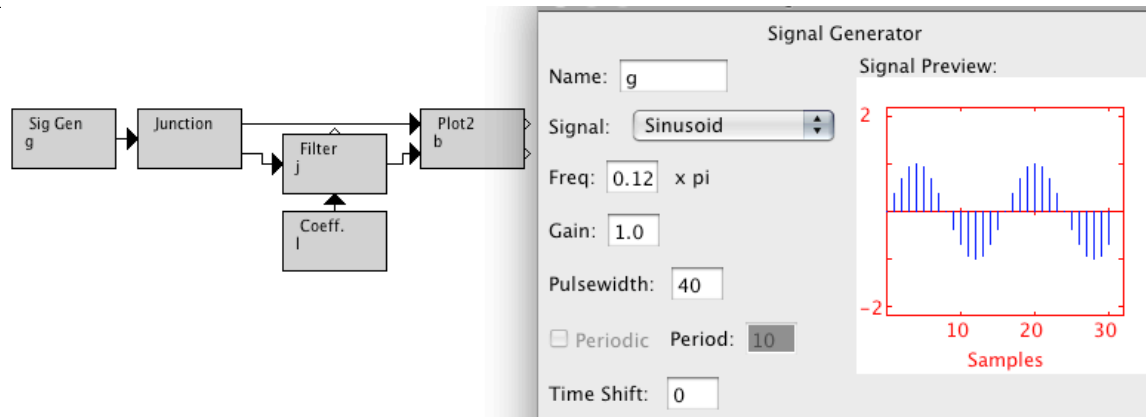 Sig Gen
g
Junction
Filter
j
Coeff.
l
Plot2
b
Signal Generator
Name: g
Signal: Sinusoid
Freq: 0.12 x pi
Gain: 1.0
Pulsewidth: 40
Periodic Period: 10
Time Shift: 0
Signal Preview:
2
-2
10 20 30
Samples